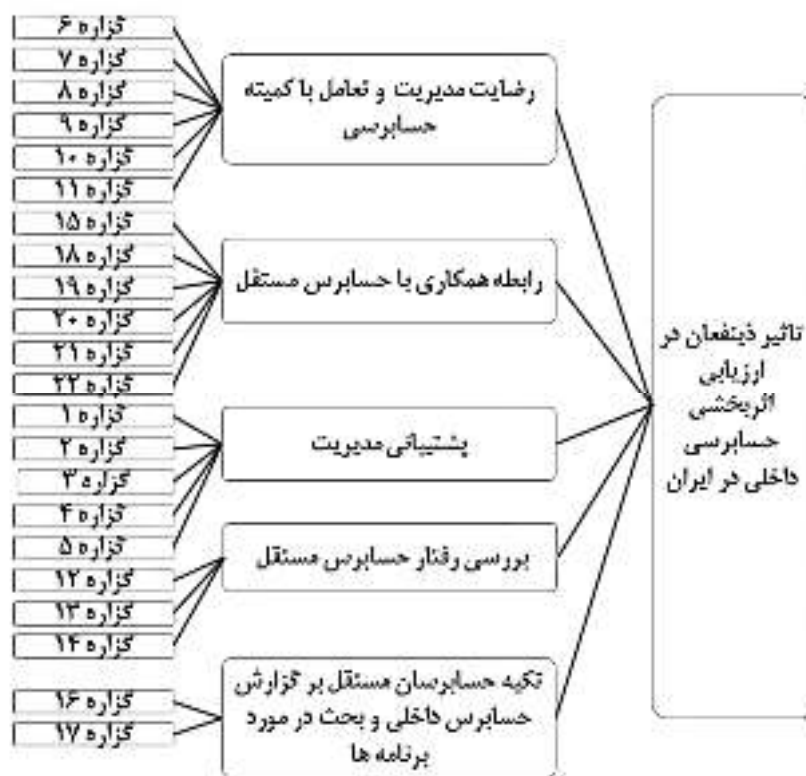 تاثیر ذینفعان در
ارزیابی
اثربخشی
حسابرسی
داخلی در ایران
رضایت مدیریت و تعامل با کمیته
حسابرسی
گزاره ۶
گزاره ۷
گزاره ۸
گزاره ۹
گزاره ۱۰
گزاره ۱۱
رابطه همکاری با حسابرس مستقل
گزاره ۱۵
گزاره ۱۸
گزاره ۱۹
گزاره ۲۰
گزاره ۲۱
گزاره ۲۲
پشتیبانی مدیریت
گزاره ۱
گزاره ۲
گزاره ۳
گزاره ۴
گزاره ۵
بررسی رفتار حسابرس مستقل
گزاره ۱۲
گزاره ۱۳
گزاره ۱۴
تکیه حسابرسان مستقل بر گزارش
حسابرس داخلی و بحث در مورد
برنامه ها
گزاره ۱۶
گزاره ۱۷